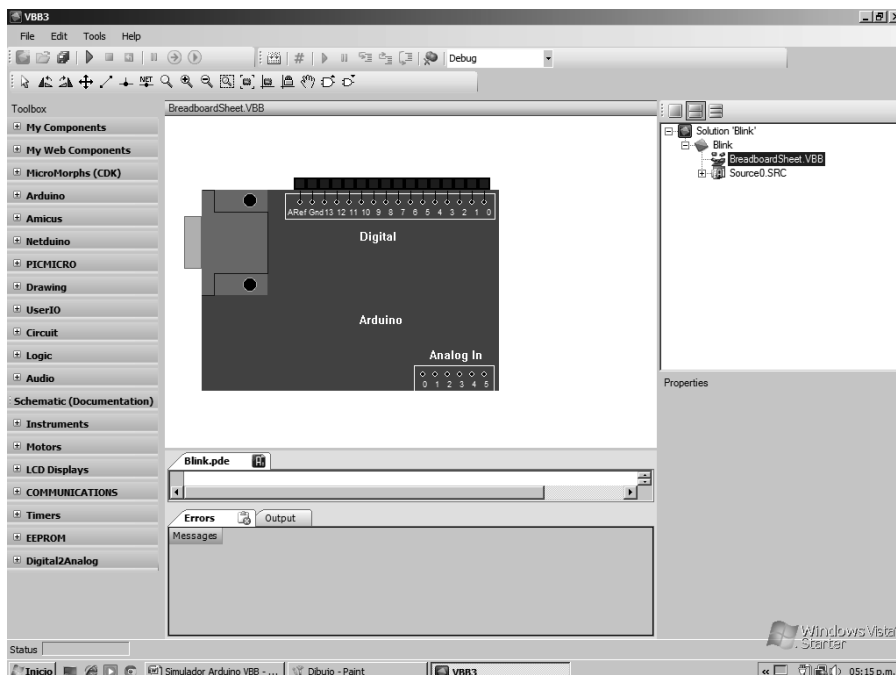 VBB3
File Edit Tools Help
Debug
NET
Toolbox
My Components
My Web Components
MicroMorphs (CDK)
Arduino
Amicus
Netduino
PICMICRO
Drawing
UserIO
Circuit
Logic
Audio
Schematic (Documentation)
Instruments
Motors
LCD Displays
COMMUNICATIONS
Timers
EEPROM
Digital2Analog
BreadboardSheet.VBB
ARef Gnd 13 12 11 10 9 8 7 6 5 4 3 2 1 0
Digital
Arduino
Analog In
0 1 2 3 4 5
Blink.pde
Errors Output
Messages
Solution 'Blink'
Blink
BreadboardSheet.VBB
Source0.SRC
Properties
Windows Vista
Starter
Status
Inicio Simulador Arduino VBB - ... Dibujo - Paint VBB3 « 05:15 p.m.